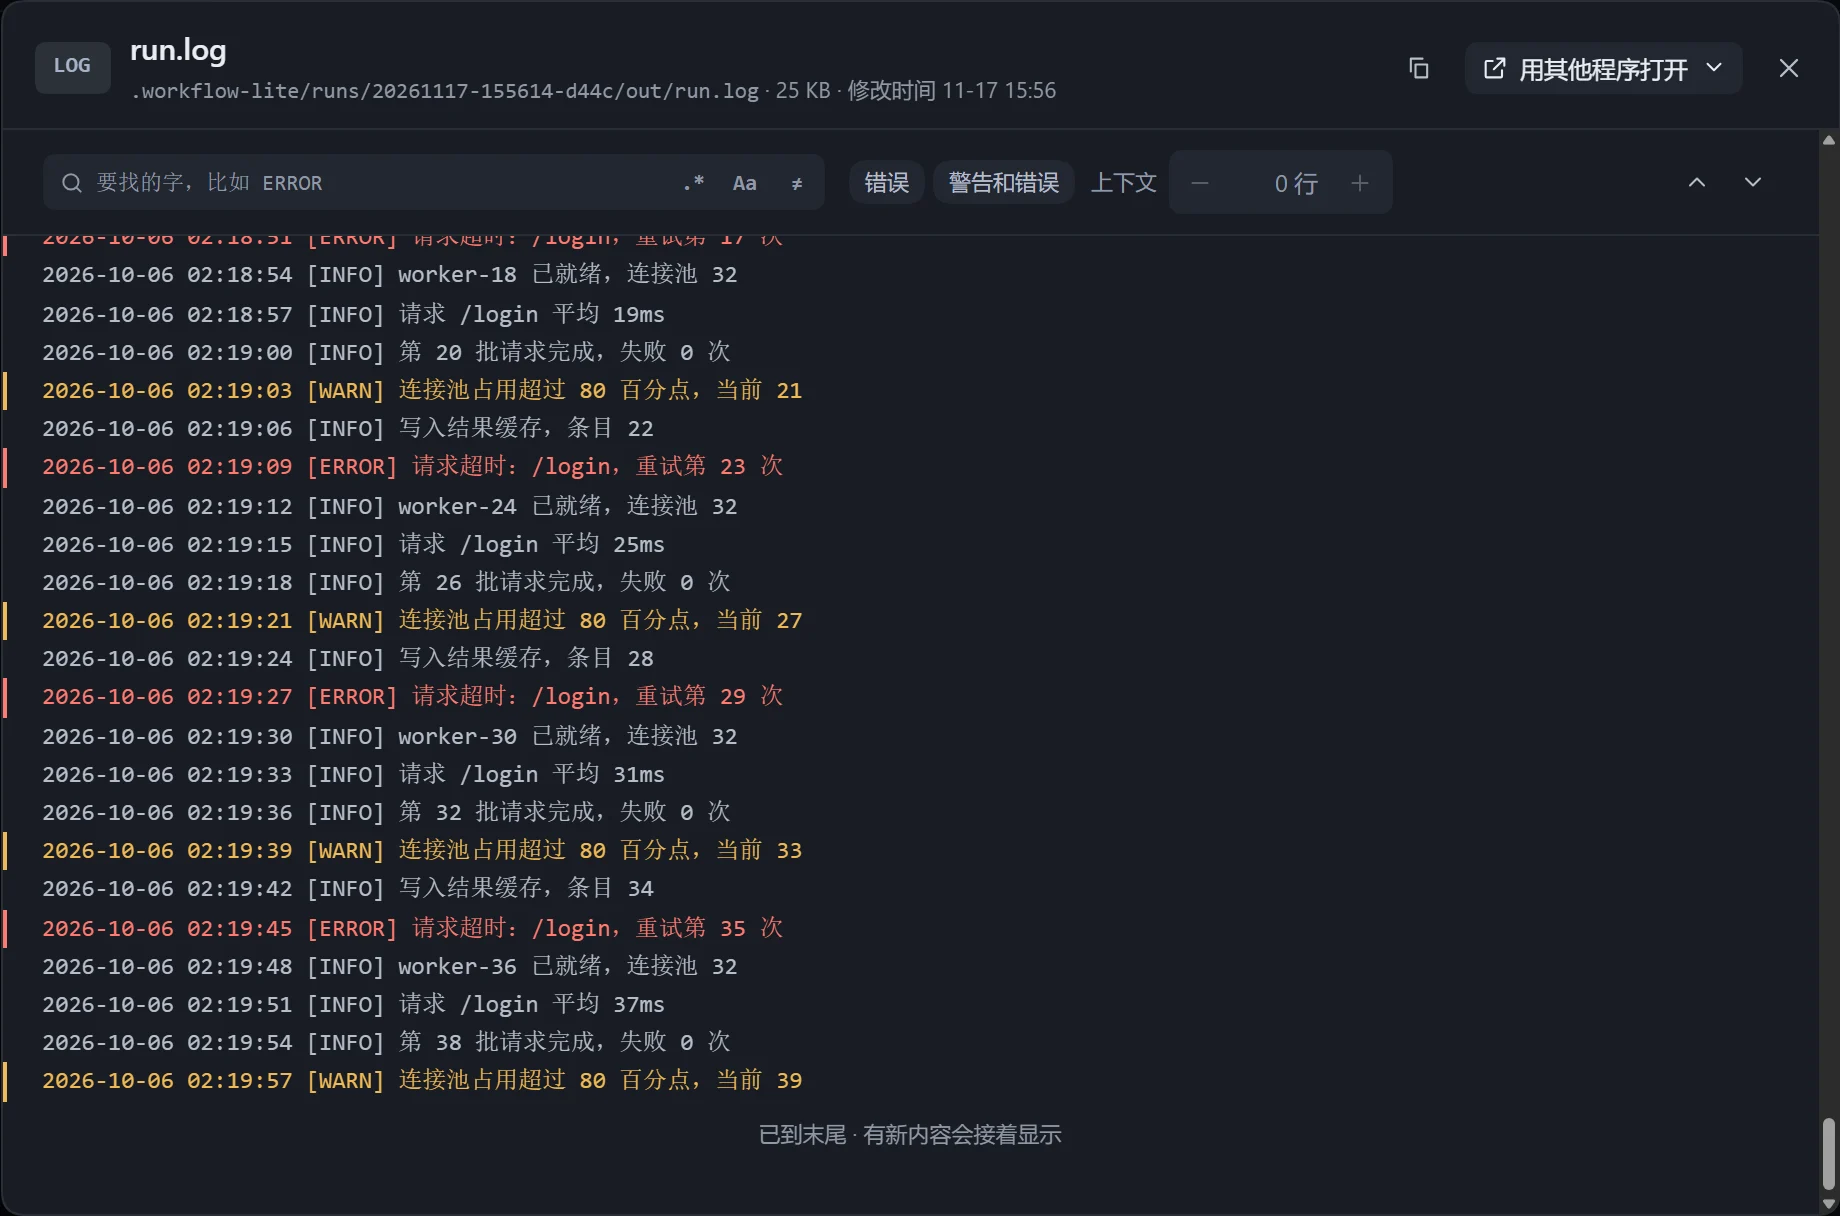 LOG
run.log
.workflow-lite/runs/20261117-155614-d44c/out/run.log · 25 KB · 修改时间 11-17 15:56
用其他程序打开
要找的字，比如 ERROR .* Aa ≠ 错误 警告和错误 上下文 − 0 行 +
2026-10-06 02:18:51 [ERROR] 请求超时：/login，重试第 17 次
2026-10-06 02:18:54 [INFO] worker-18 已就绪，连接池 32
2026-10-06 02:18:57 [INFO] 请求 /login 平均 19ms
2026-10-06 02:19:00 [INFO] 第 20 批请求完成，失败 0 次
2026-10-06 02:19:03 [WARN] 连接池占用超过 80 百分点，当前 21
2026-10-06 02:19:06 [INFO] 写入结果缓存，条目 22
2026-10-06 02:19:09 [ERROR] 请求超时：/login，重试第 23 次
2026-10-06 02:19:12 [INFO] worker-24 已就绪，连接池 32
2026-10-06 02:19:15 [INFO] 请求 /login 平均 25ms
2026-10-06 02:19:18 [INFO] 第 26 批请求完成，失败 0 次
2026-10-06 02:19:21 [WARN] 连接池占用超过 80 百分点，当前 27
2026-10-06 02:19:24 [INFO] 写入结果缓存，条目 28
2026-10-06 02:19:27 [ERROR] 请求超时：/login，重试第 29 次
2026-10-06 02:19:30 [INFO] worker-30 已就绪，连接池 32
2026-10-06 02:19:33 [INFO] 请求 /login 平均 31ms
2026-10-06 02:19:36 [INFO] 第 32 批请求完成，失败 0 次
2026-10-06 02:19:39 [WARN] 连接池占用超过 80 百分点，当前 33
2026-10-06 02:19:42 [INFO] 写入结果缓存，条目 34
2026-10-06 02:19:45 [ERROR] 请求超时：/login，重试第 35 次
2026-10-06 02:19:48 [INFO] worker-36 已就绪，连接池 32
2026-10-06 02:19:51 [INFO] 请求 /login 平均 37ms
2026-10-06 02:19:54 [INFO] 第 38 批请求完成，失败 0 次
2026-10-06 02:19:57 [WARN] 连接池占用超过 80 百分点，当前 39
已到末尾 · 有新内容会接着显示